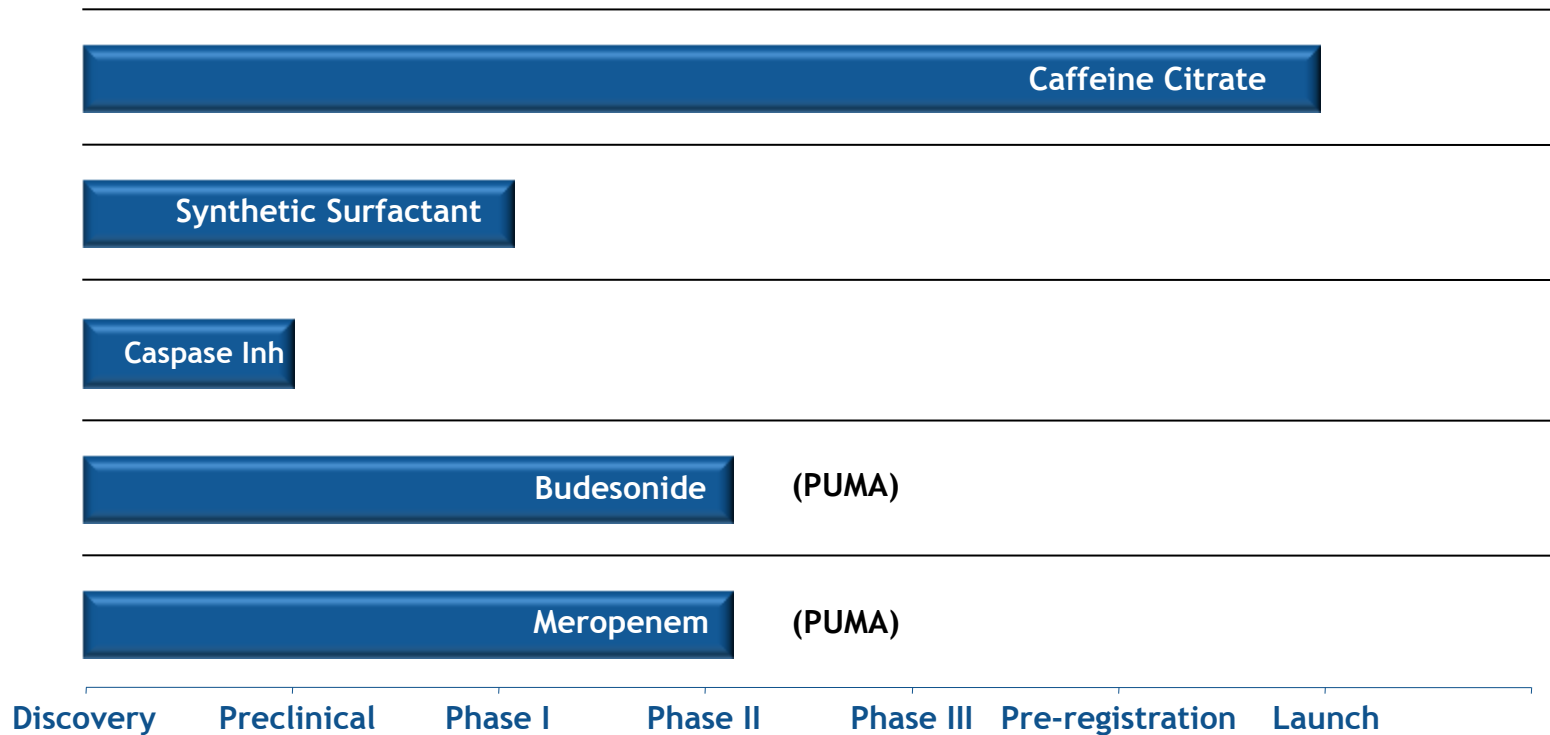 Caffeine Citrate
Synthetic Surfactant
Caspase Inh
Budesonide (PUMA)
Meropenem (PUMA)
Discovery Preclinical Phase I Phase II Phase III Pre-registration Launch